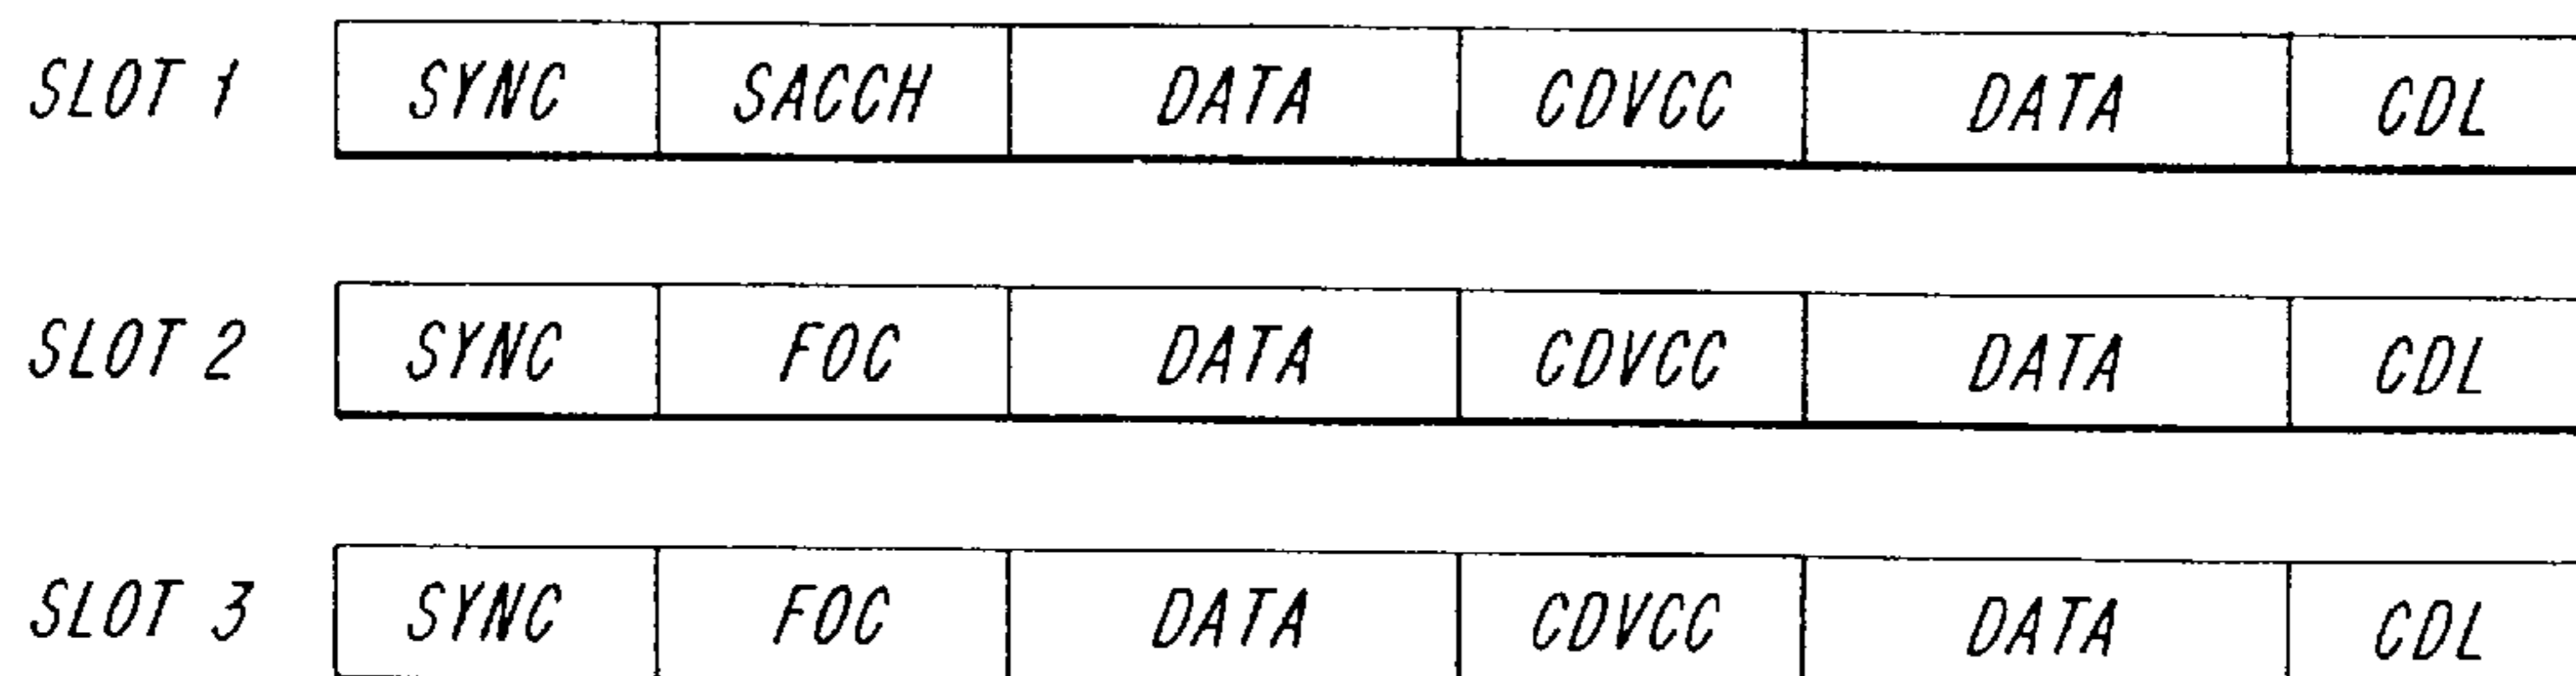 SLOT 1 SYNC SACCH DATA CDVCC DATA CDL
SLOT 2 SYNC FOC DATA CDVCC DATA CDL
SLOT 3 SYNC FOC DATA CDVCC DATA CDL